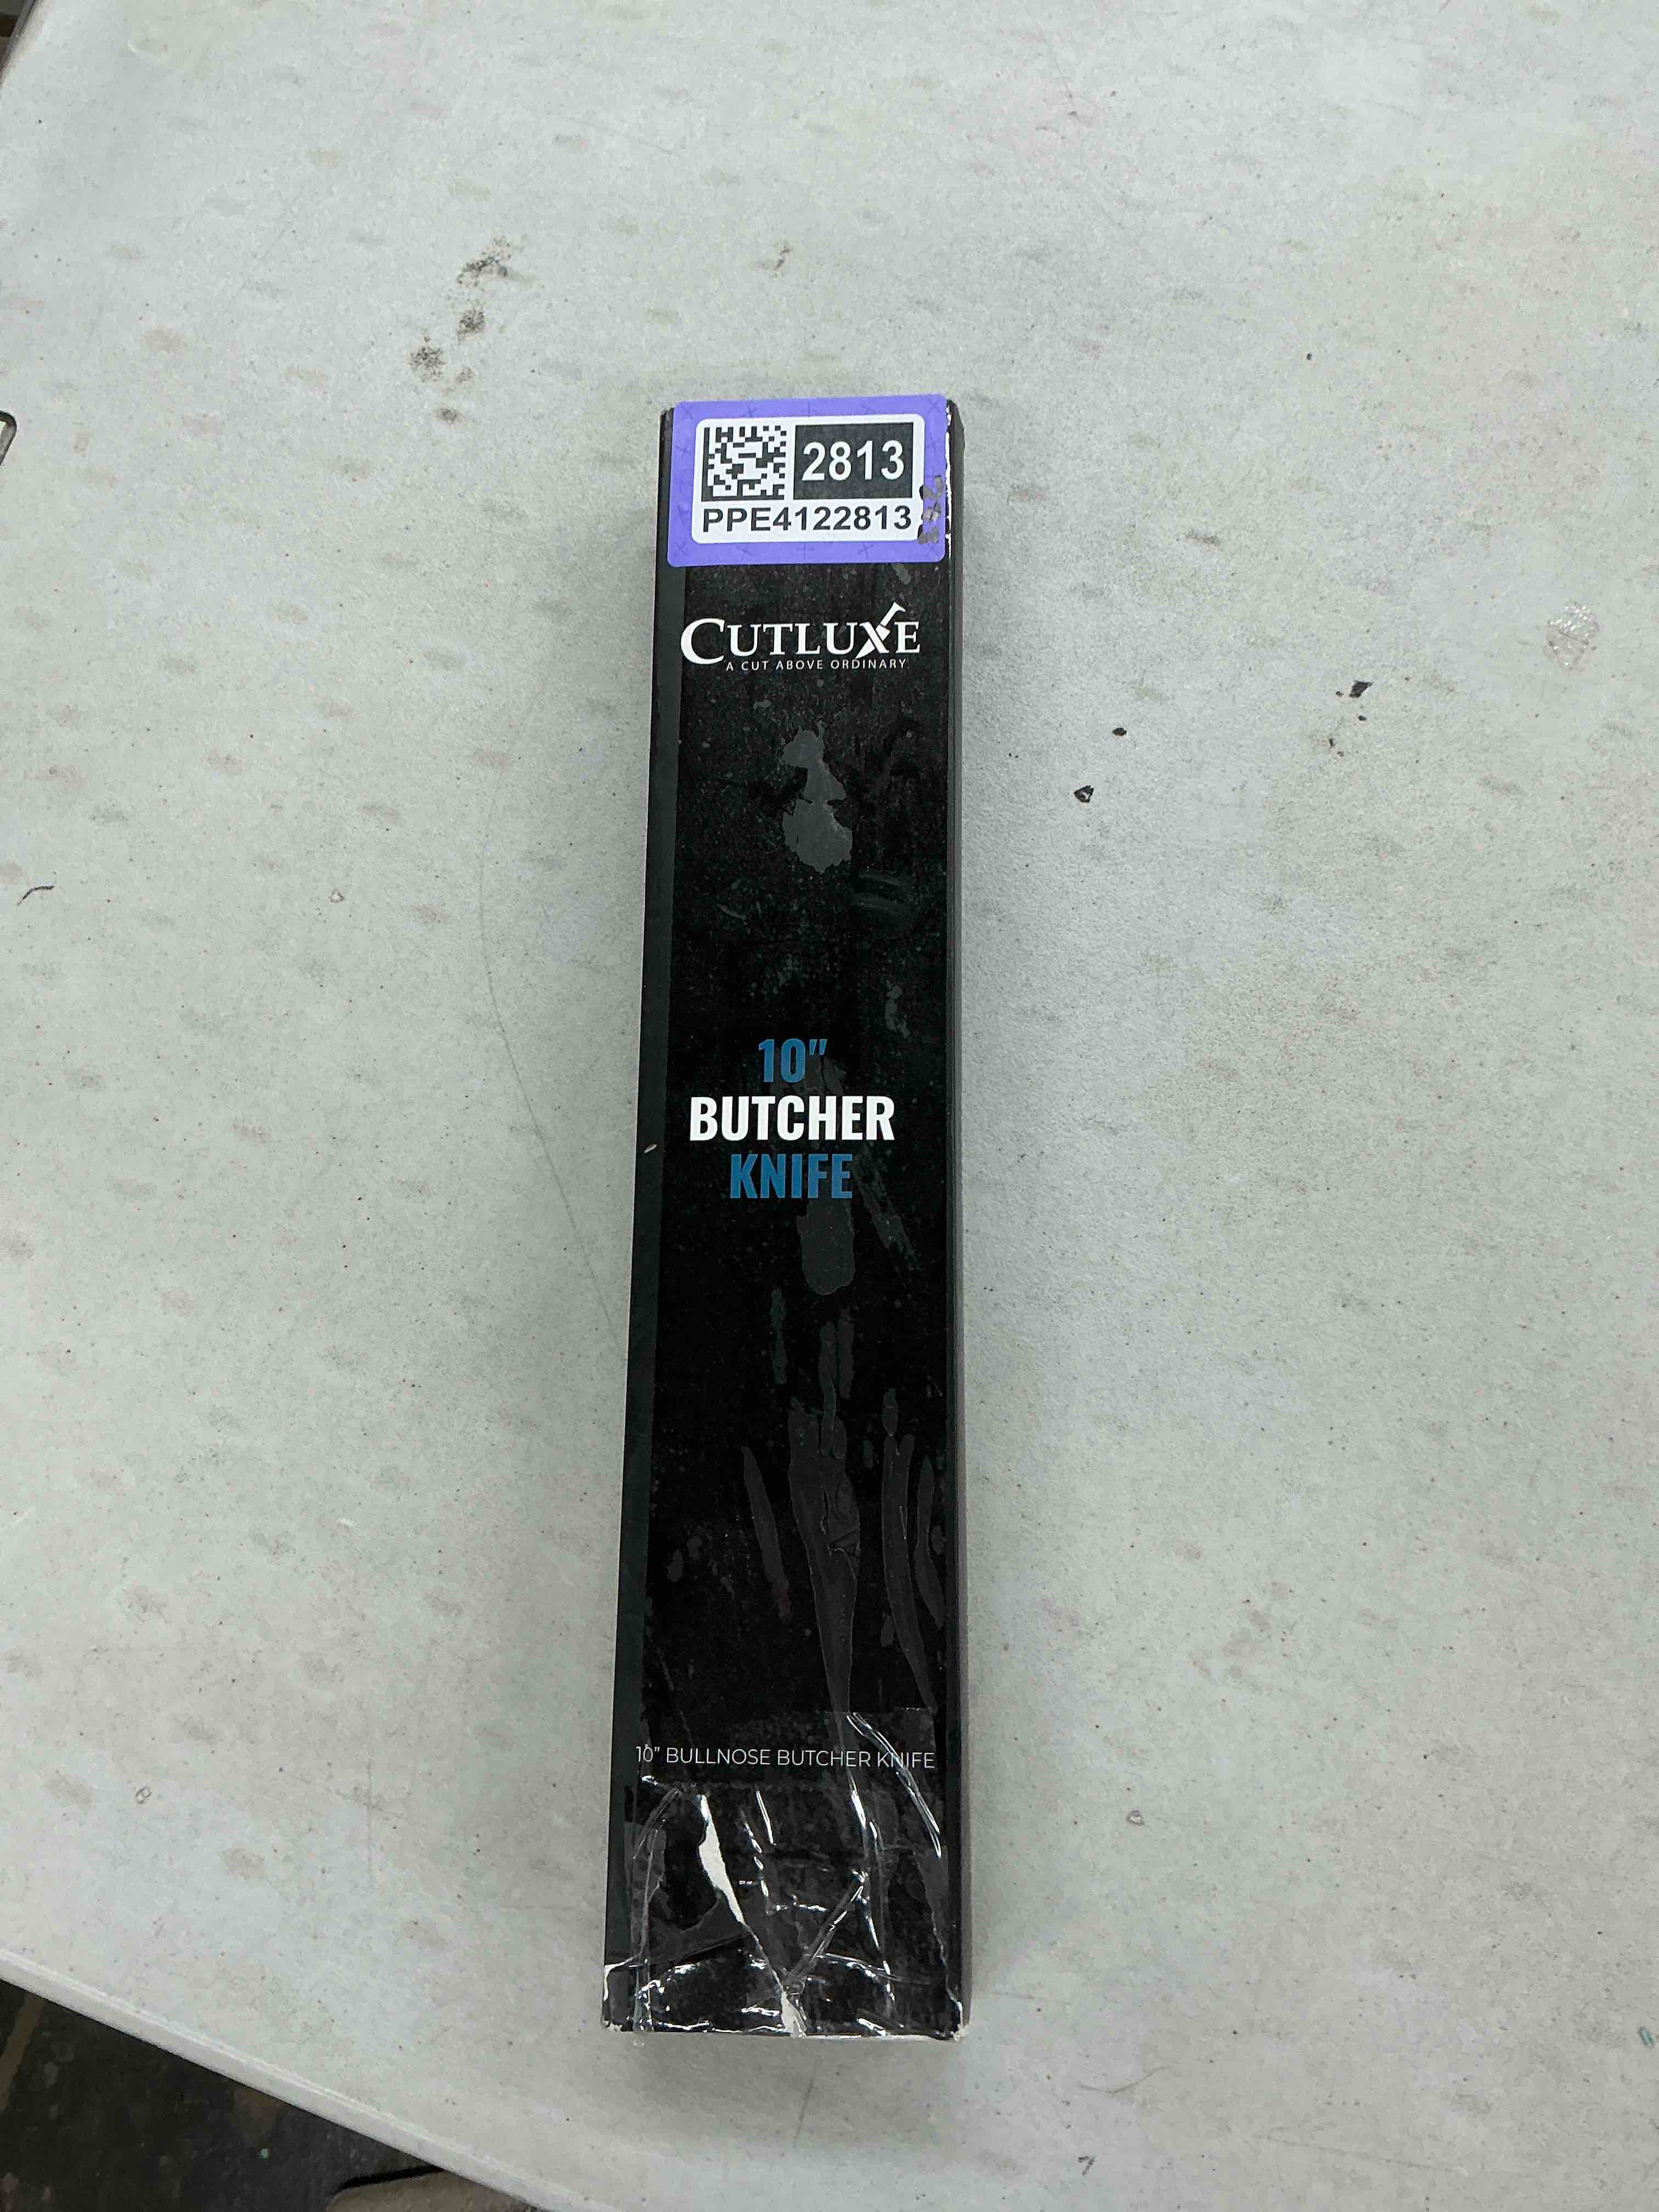 2813
PPE4122813
CUTLUXE
A CUT ABOVE ORDINARY
10"
BUTCHER
KNIFE
10" BULLNOSE BUTCHER KNIFE